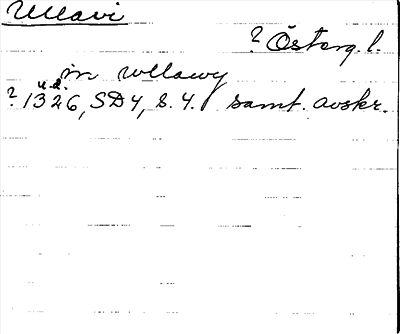 Ullavi
? Österg. l.
in wllawy
u.d.
? 1326, SD 4, s. 4. samt. avskr.